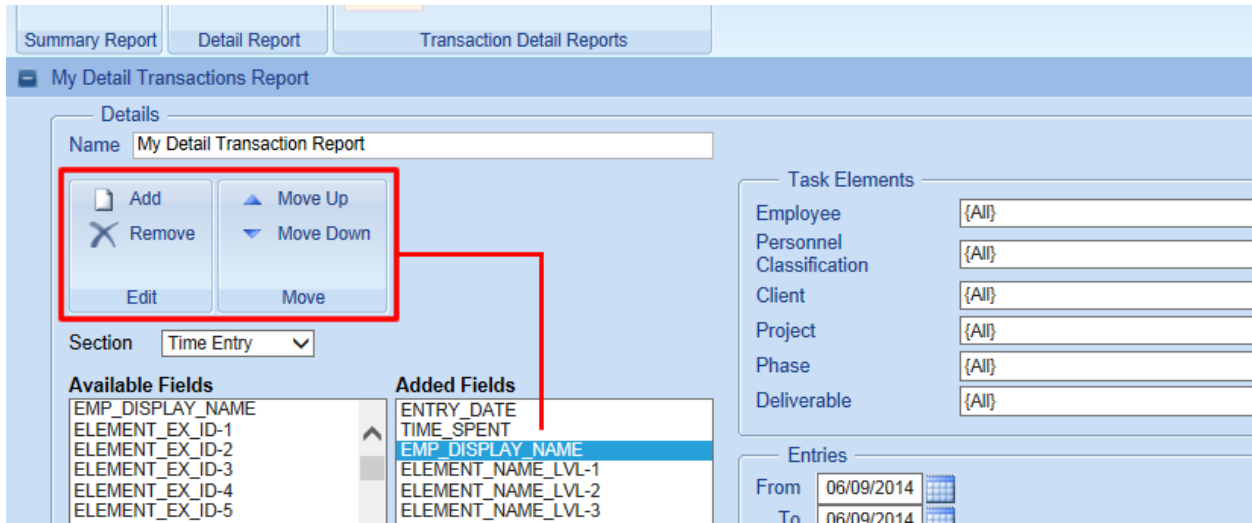 Summary Report Detail Report Transaction Detail Reports
My Detail Transactions Report
Details
Name My Detail Transaction Report
Add Move Up
Remove Move Down
Edit Move
Section Time Entry
Available Fields Added Fields
EMP_DISPLAY_NAME ENTRY_DATE
ELEMENT_EX_ID-1 TIME_SPENT
ELEMENT_EX_ID-2 EMP_DISPLAY_NAME
ELEMENT_EX_ID-3 ELEMENT_NAME_LVL-1
ELEMENT_EX_ID-4 ELEMENT_NAME_LVL-2
ELEMENT_EX_ID-5 ELEMENT_NAME_LVL-3
Task Elements
Employee {All}
Personnel
Classification {All}
Client {All}
Project {All}
Phase {All}
Deliverable {All}
Entries
From 06/09/2014
To 06/09/2014